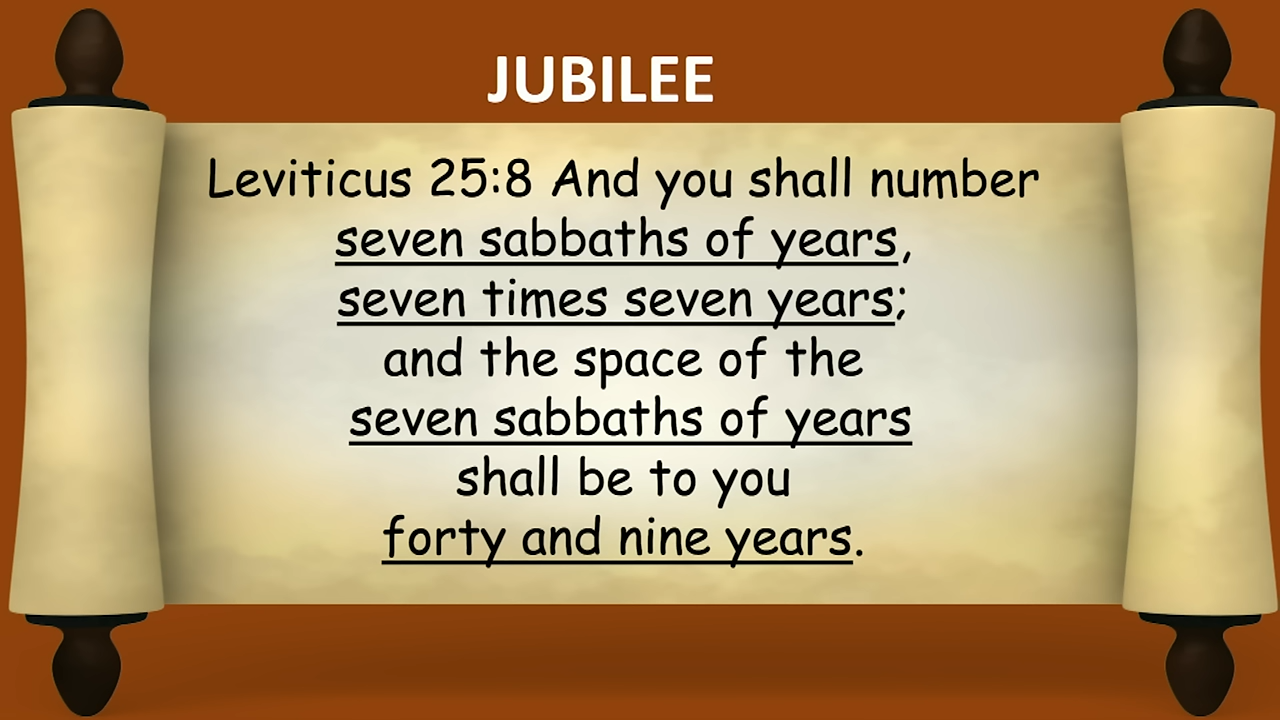 JUBILEE
Leviticus 25:8 And you shall number
seven sabbaths of years,
seven times seven years;
and the space of the
seven sabbaths of years
shall be to you
forty and nine years.